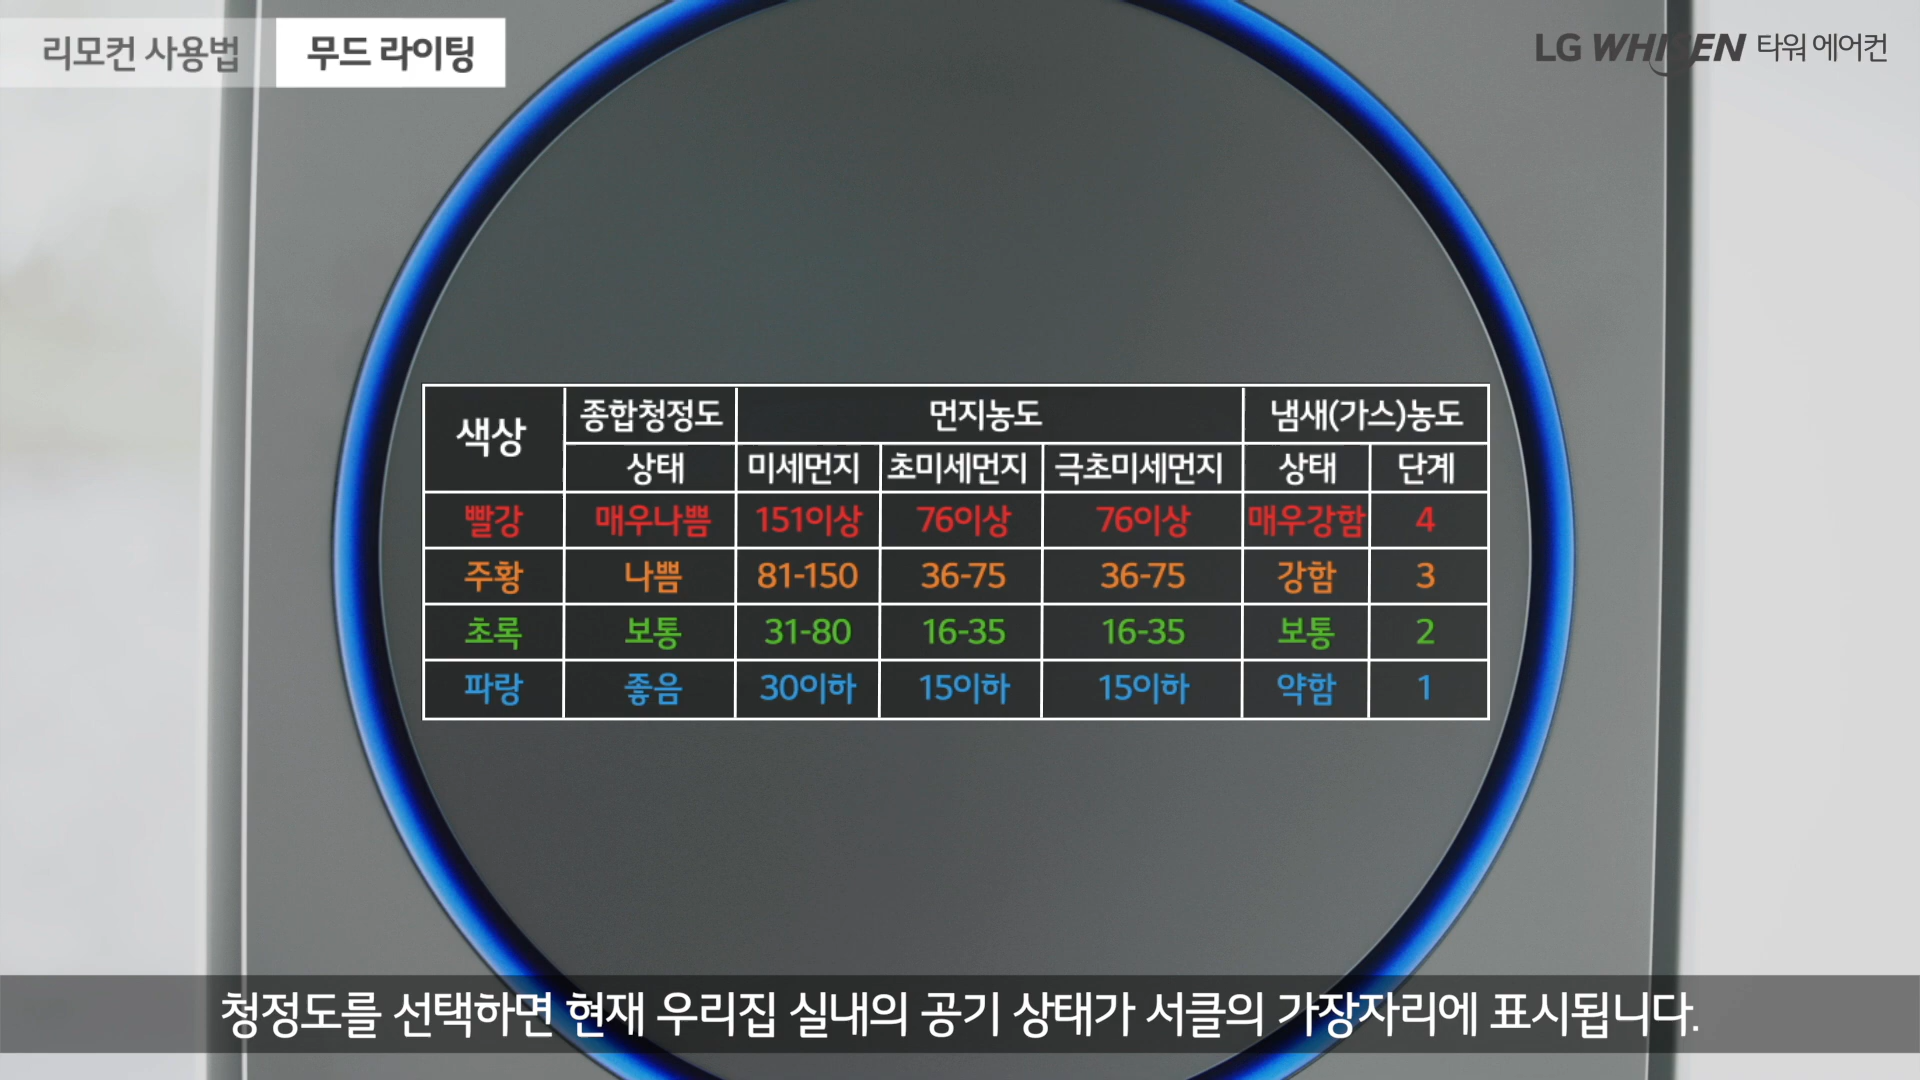 리모컨 사용법
무드 라이팅
LG WHISEN 타워 에어컨
색상 종합청정도 먼지농도 냄새(가스)농도
상태 미세먼지 초미세먼지 극초미세먼지 상태 단계
빨강 매우나쁨 151이상 76이상 76이상 매우강함 4
주황 나쁨 81-150 36-75 36-75 강함 3
초록 보통 31-80 16-35 16-35 보통 2
파랑 좋음 30이하 15이하 15이하 약함 1
청정도를 선택하면 현재 우리집 실내의 공기 상태가 서클의 가장자리에 표시됩니다.